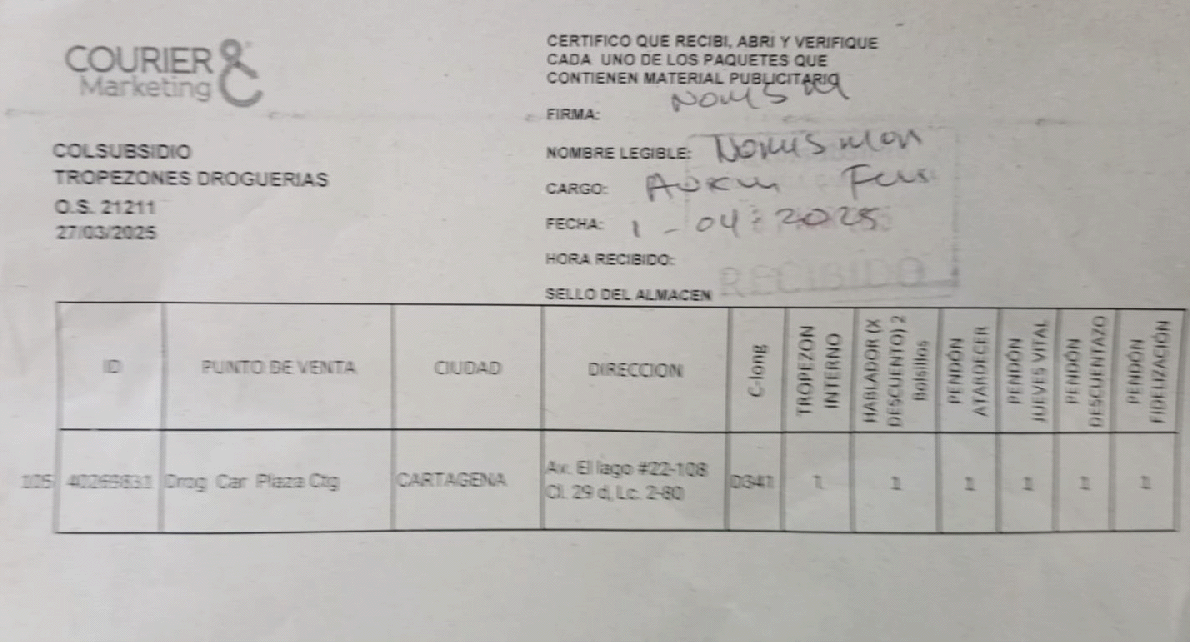 COURIER &
Marketing
COLSUBSIDIO
TROPEZONES DROGUERIAS
O.S. 21211
27/03/2025
CERTIFICO QUE RECIBI, ABRI Y VERIFIQUE
CADA UNO DE LOS PAQUETES QUE
CONTIENEN MATERIAL PUBLICITARIO
FIRMA:
NOMBRE LEGIBLE:
CARGO:
FECHA: 1 - 04 - 2025
HORA RECIBIDO:
SELLO DEL ALMACEN RECIBIDO
ID PUNTO DE VENTA CIUDAD DIRECCION C-long TROPEZON INTERNO HABLADOR (X DESCUENTO) 2 Bolsillos PENDÓN ATARDECER PENDÓN JUEVES VITAL PENDÓN DESCUENTAZO PENDÓN FIDELIZACIÓN
Drog Car Plaza Ctg CARTAGENA Av. El lago #22-108 D341 1 1 1 1 1 1
Cl. 29 d, Lc. 2-80